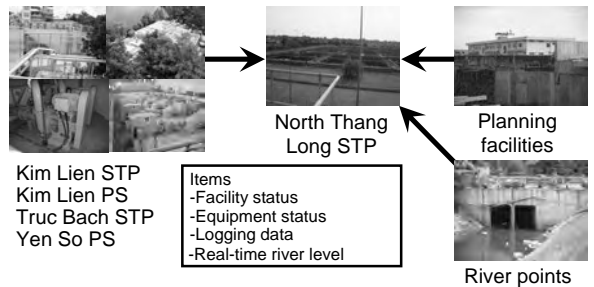 North Thang
Long STP
Planning
facilities
Kim Lien STP
Kim Lien PS
Truc Bach STP
Yen So PS
Items
-Facility status
-Equipment status
-Logging data
-Real-time river level
River points